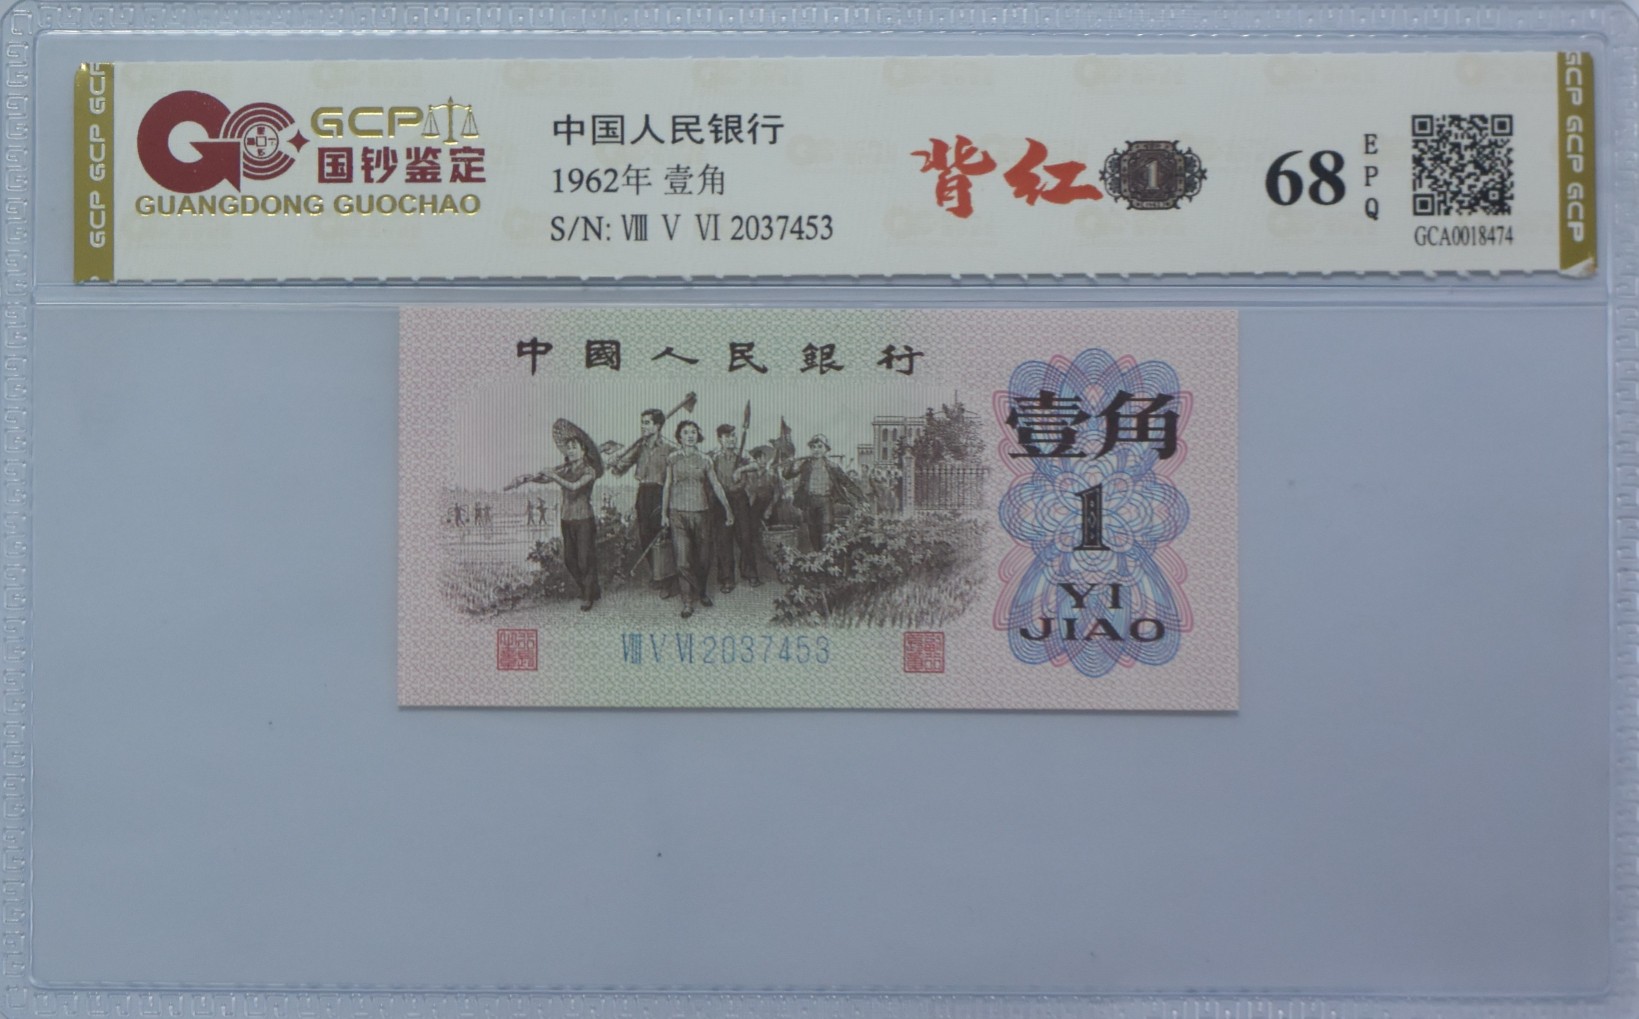 GCP
国钞鉴定
GUANGDONG GUOCHAO
中国人民银行
1962年 壹角
S/N: Ⅷ Ⅴ Ⅵ 2037453
背红
1
68
EPQ
GCA0018474
GCP GCP GCP
GCP GCP GCP
中國人民銀行
壹角
1
YI
JIAO
Ⅷ Ⅴ Ⅵ 2037453